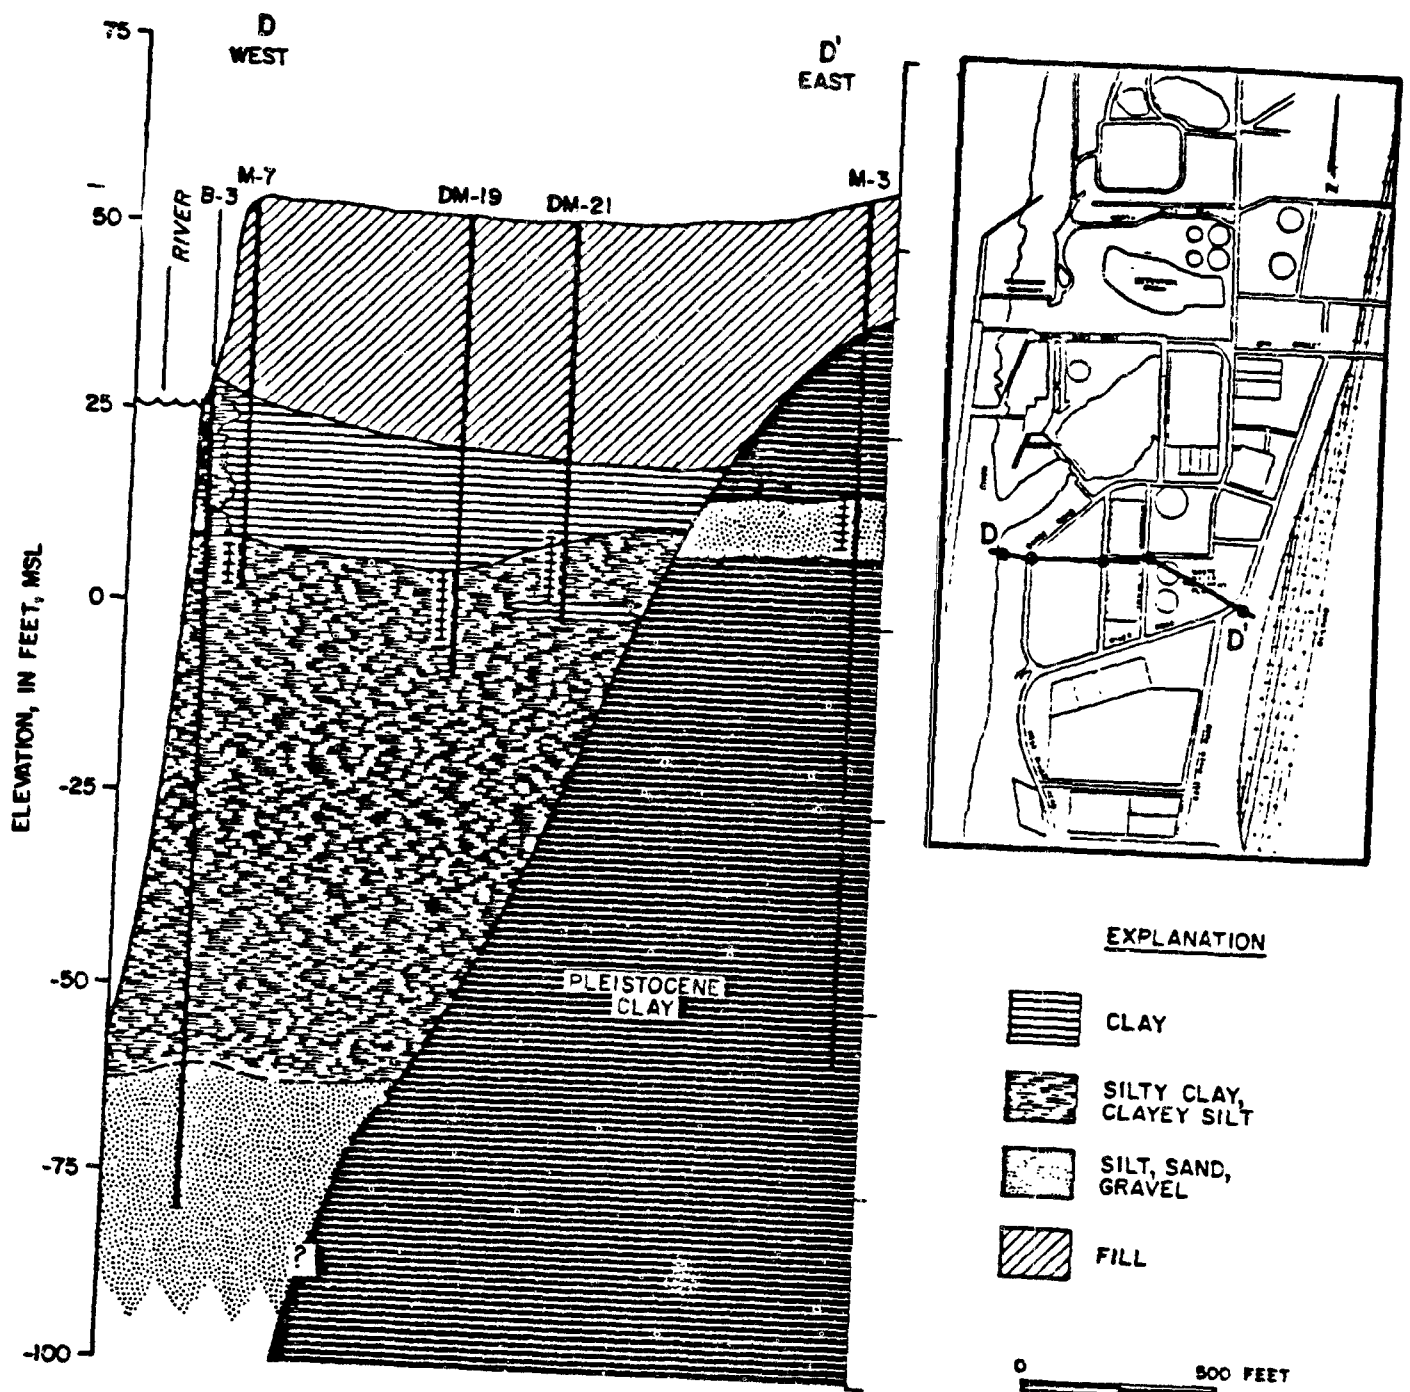 75
D
WEST
D'
EAST
M-7
B-3
RIVER
DM-19
DM-21
M-3
50
25
0
-25
-50
-75
-100
ELEVATION, IN FEET, MSL
PLEISTOCENE
CLAY
?
N
D
D'
EXPLANATION
CLAY
SILTY CLAY,
CLAYEY SILT
SILT, SAND,
GRAVEL
FILL
0
500 FEET